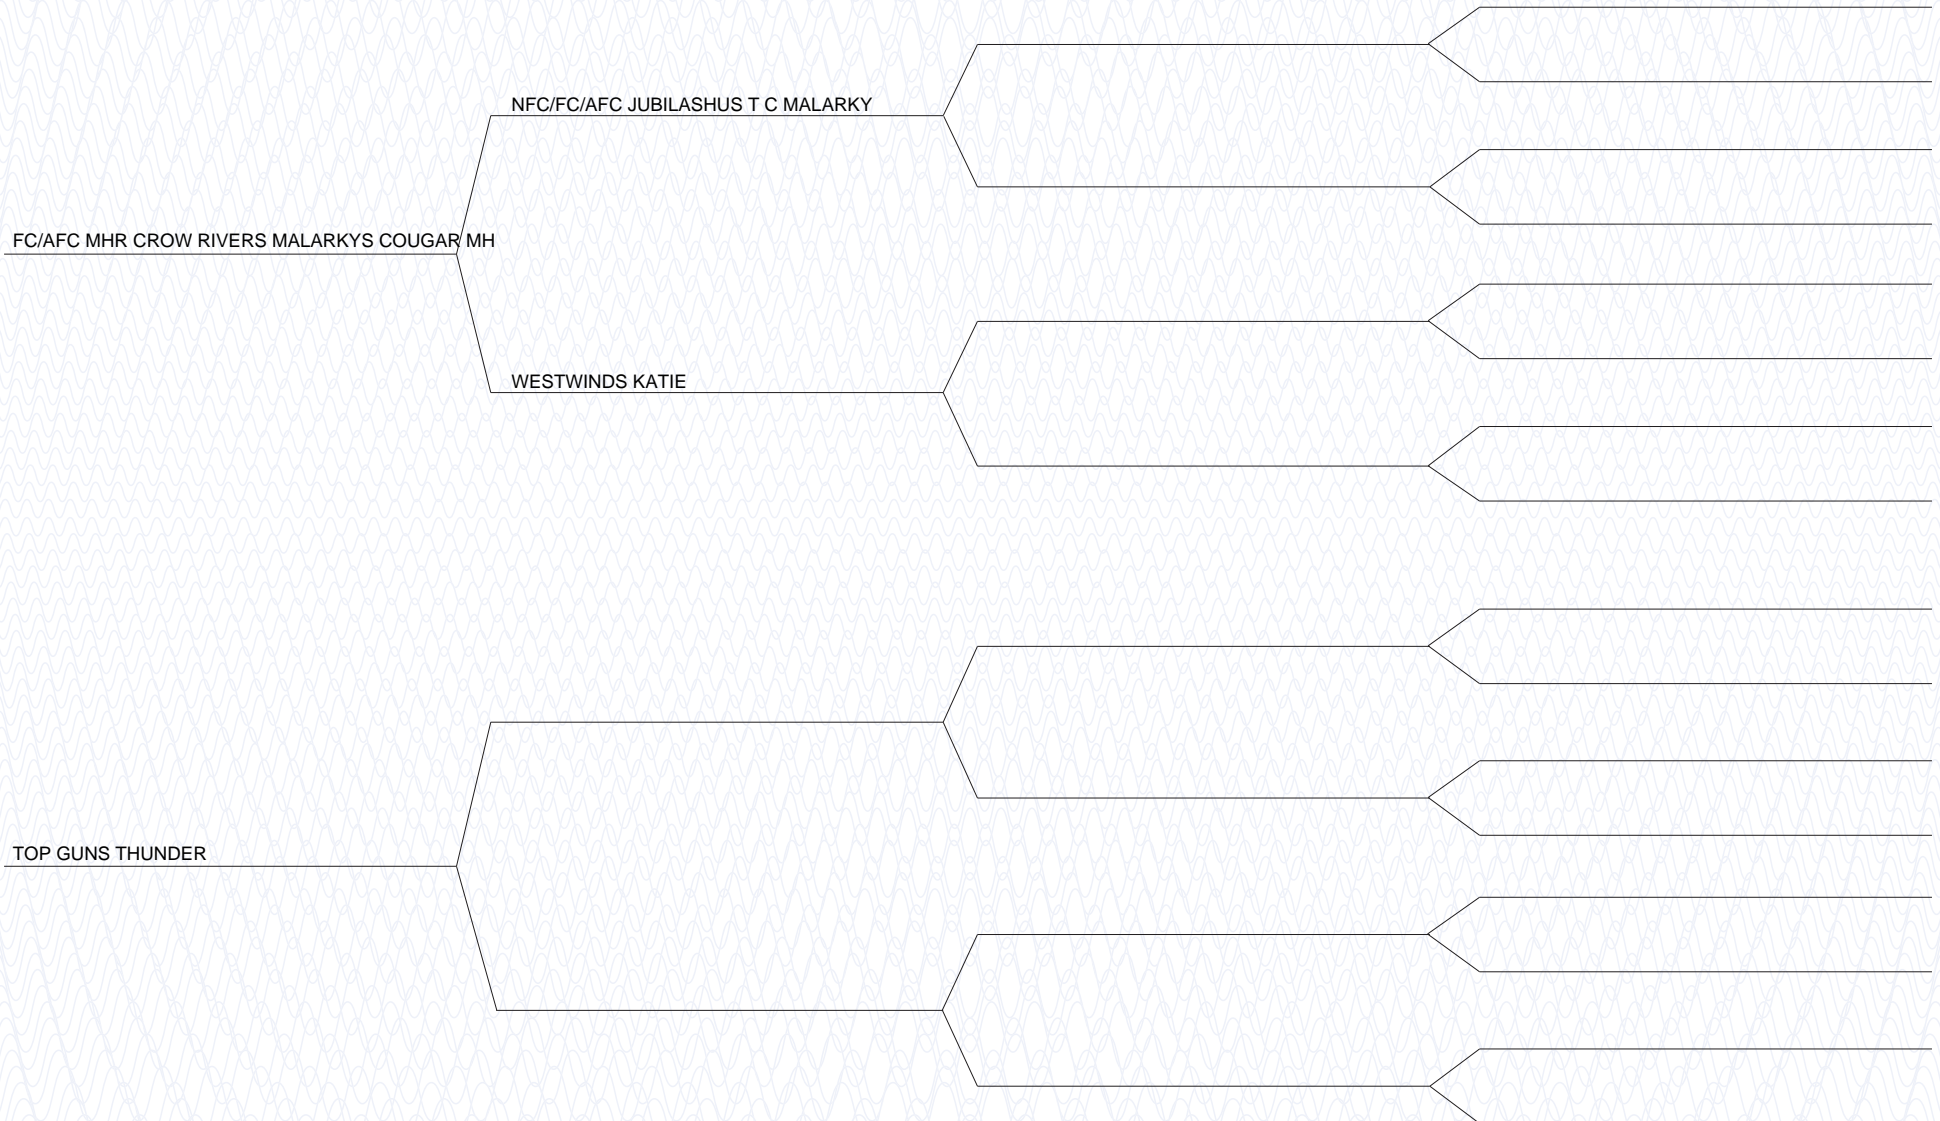 NFC/FC/AFC JUBILASHUS T C MALARKY
FC/AFC MHR CROW RIVERS MALARKYS COUGAR MH
WESTWINDS KATIE
TOP GUNS THUNDER